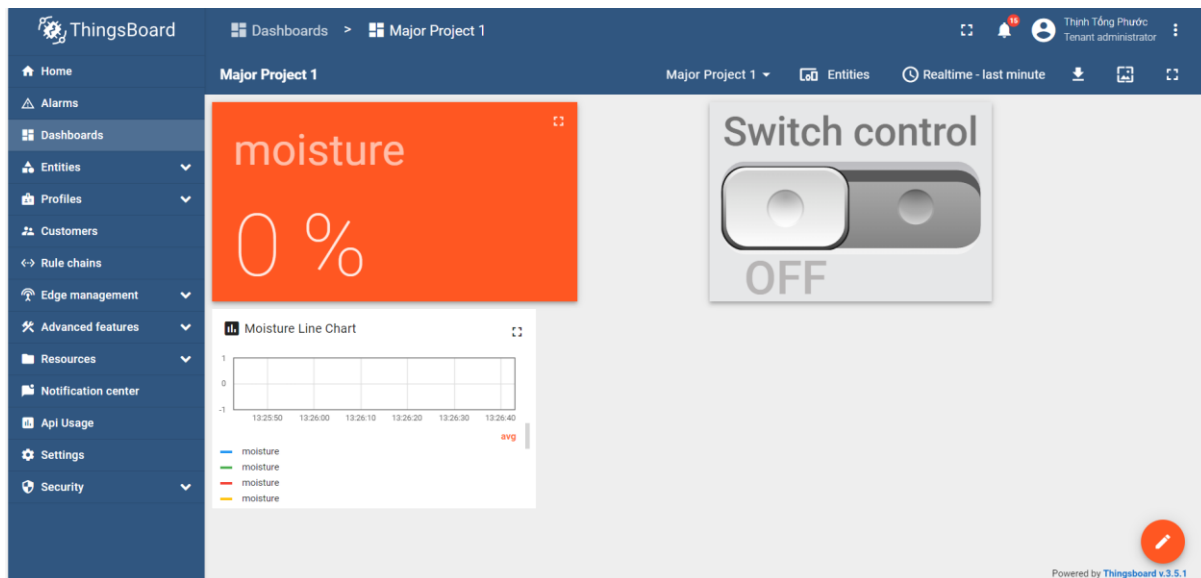 ThingsBoard
Dashboards > Major Project 1
15
Thịnh Tống Phước
Tenant administrator
Home
Alarms
Dashboards
Entities
Profiles
Customers
Rule chains
Edge management
Advanced features
Resources
Notification center
Api Usage
Settings
Security
Major Project 1
Major Project 1
Entities
Realtime - last minute
moisture
0 %
Switch control
OFF
Moisture Line Chart
1
0
-1
13:25:50 13:26:00 13:26:10 13:26:20 13:26:30 13:26:40
avg
moisture
moisture
moisture
moisture
Powered by Thingsboard v.3.5.1